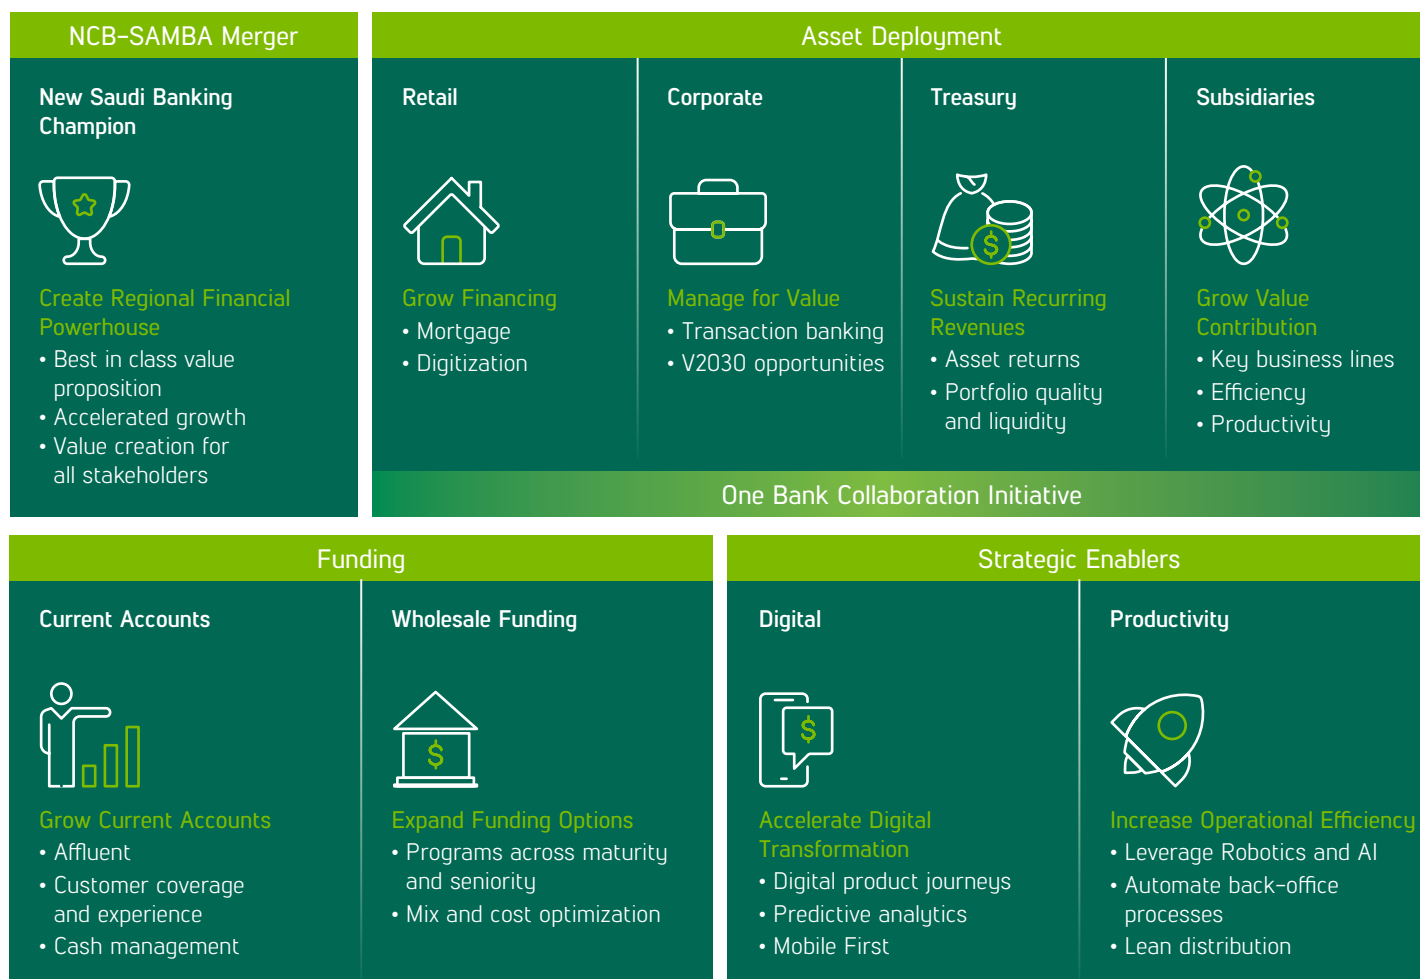 NCB–SAMBA Merger
New Saudi Banking
Champion
Create Regional Financial
Powerhouse
• Best in class value
proposition
• Accelerated growth
• Value creation for
all stakeholders
Asset Deployment
Retail
Grow Financing
• Mortgage
• Digitization
Corporate
Manage for Value
• Transaction banking
• V2030 opportunities
Treasury
$
Sustain Recurring
Revenues
• Asset returns
• Portfolio quality
and liquidity
Subsidiaries
Grow Value
Contribution
• Key business lines
• Efficiency
• Productivity
One Bank Collaboration Initiative
Funding
Current Accounts
Grow Current Accounts
• Affluent
• Customer coverage
and experience
• Cash management
Wholesale Funding
$
Expand Funding Options
• Programs across maturity
and seniority
• Mix and cost optimization
Strategic Enablers
Digital
$
Accelerate Digital
Transformation
• Digital product journeys
• Predictive analytics
• Mobile First
Productivity
Increase Operational Efficiency
• Leverage Robotics and AI
• Automate back–office
processes
• Lean distribution